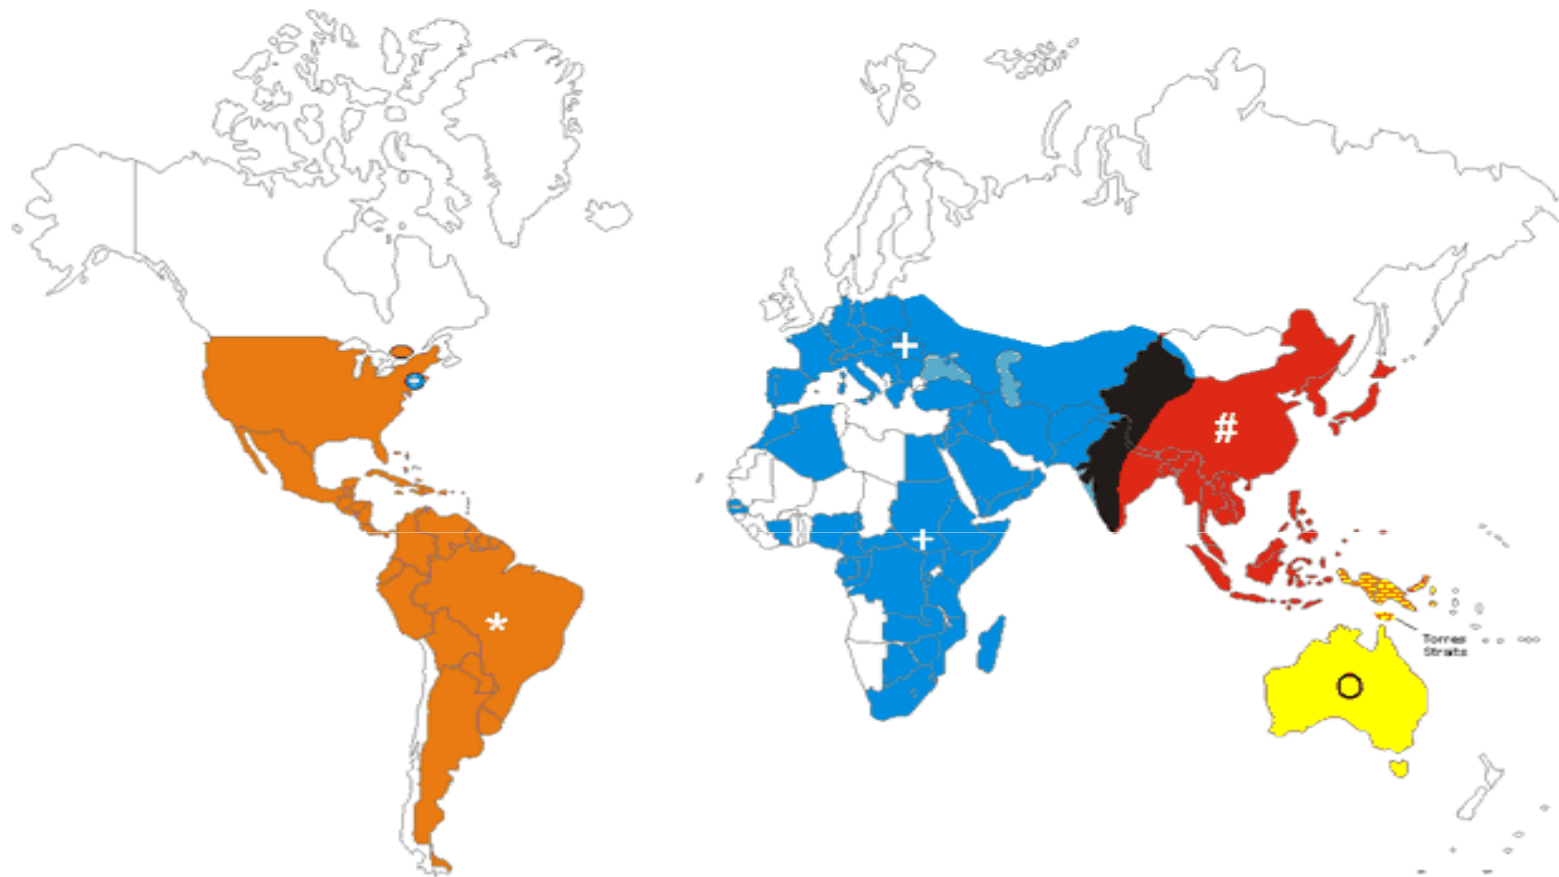 +
#
+
*
Torres
Straits